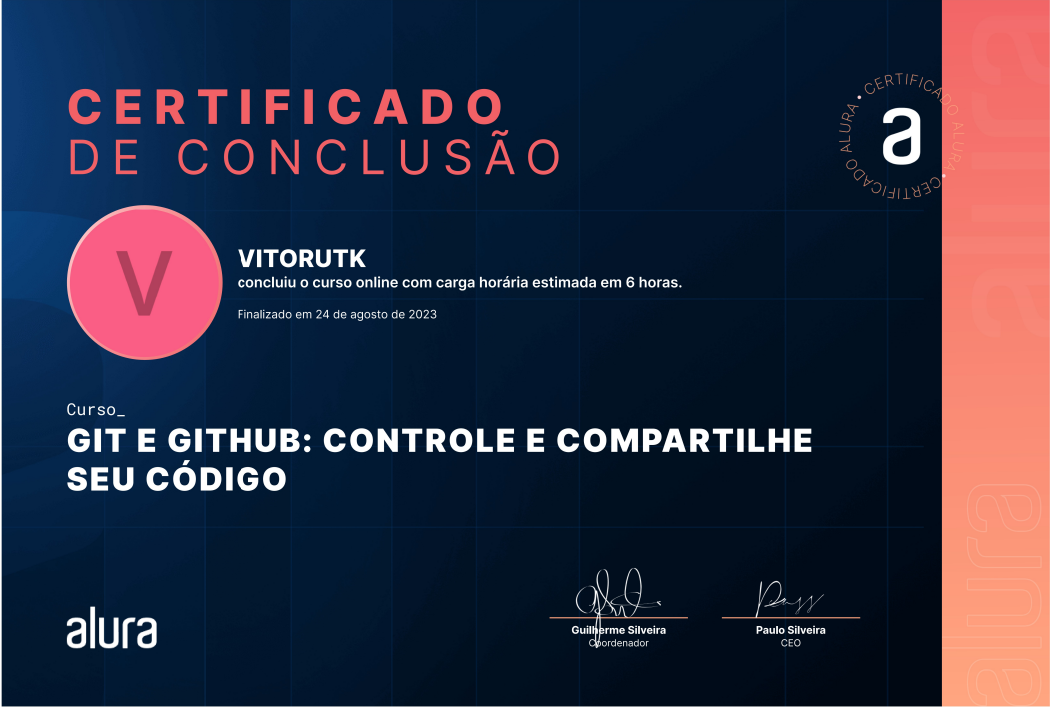 CERTIFICADO
DE CONCLUSÃO
• CERTIFICADO ALURA • CERTIFICADO ALURA
a
V
VITORUTK
concluiu o curso online com carga horária estimada em 6 horas.
Finalizado em 24 de agosto de 2023
Curso_
GIT E GITHUB: CONTROLE E COMPARTILHE
SEU CÓDIGO
alura
Guilherme Silveira
Coordenador
Paulo Silveira
CEO
alura
alura